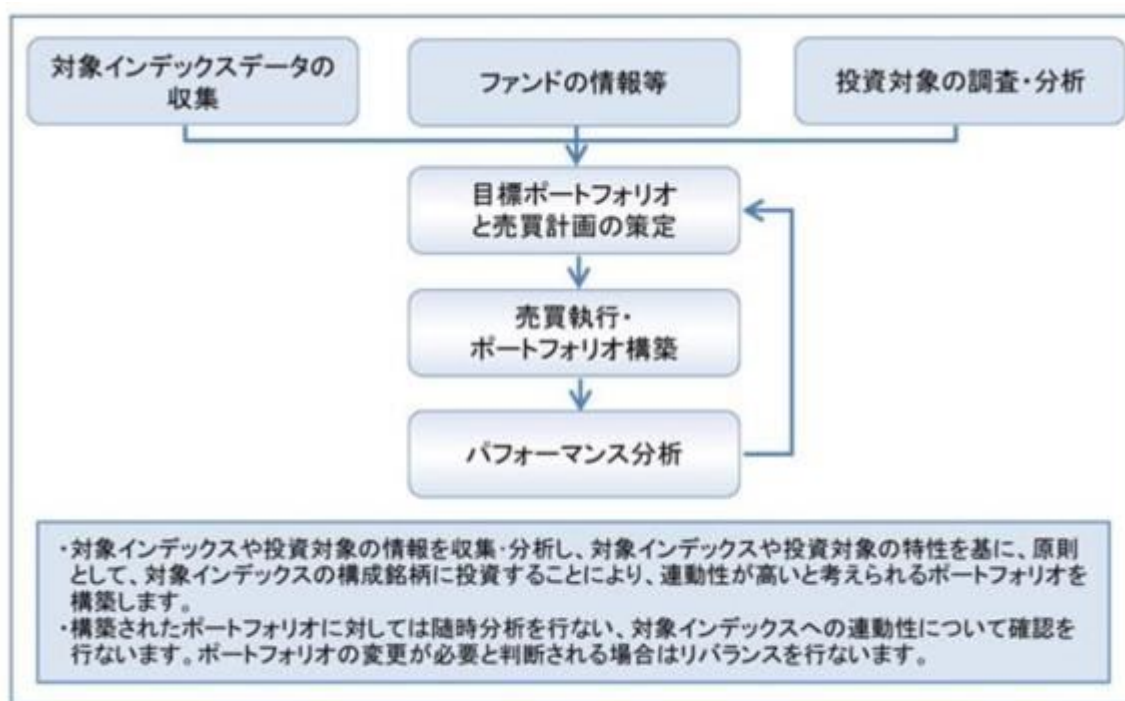 対象インデックスデータの
収集
ファンドの情報等
投資対象の調査・分析
目標ポートフォリオ
と売買計画の策定
売買執行・
ポートフォリオ構築
パフォーマンス分析
・対象インデックスや投資対象の情報を収集・分析し、対象インデックスや投資対象の特性を基に、原則
として、対象インデックスの構成銘柄に投資することにより、連動性が高いと考えられるポートフォリオを
構築します。
・構築されたポートフォリオに対しては随時分析を行ない、対象インデックスへの連動性について確認を
行ないます。ポートフォリオの変更が必要と判断される場合はリバランスを行ないます。